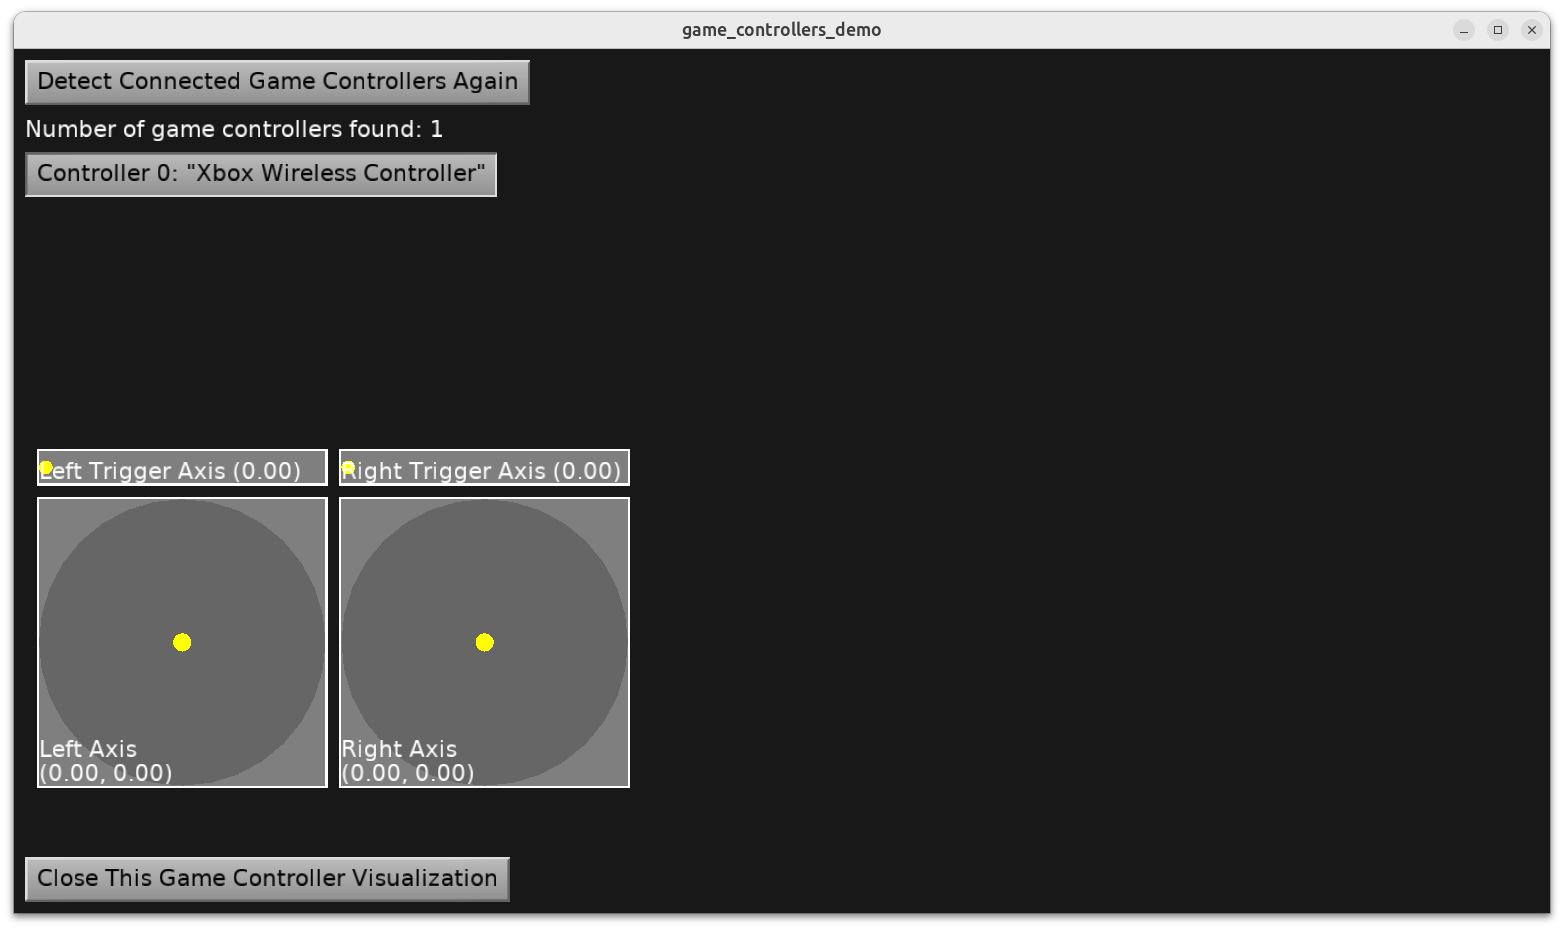 game_controllers_demo
Detect Connected Game Controllers Again
Number of game controllers found: 1
Controller 0: "Xbox Wireless Controller"
Left Trigger Axis (0.00)
Right Trigger Axis (0.00)
Left Axis
(0.00, 0.00)
Right Axis
(0.00, 0.00)
Close This Game Controller Visualization